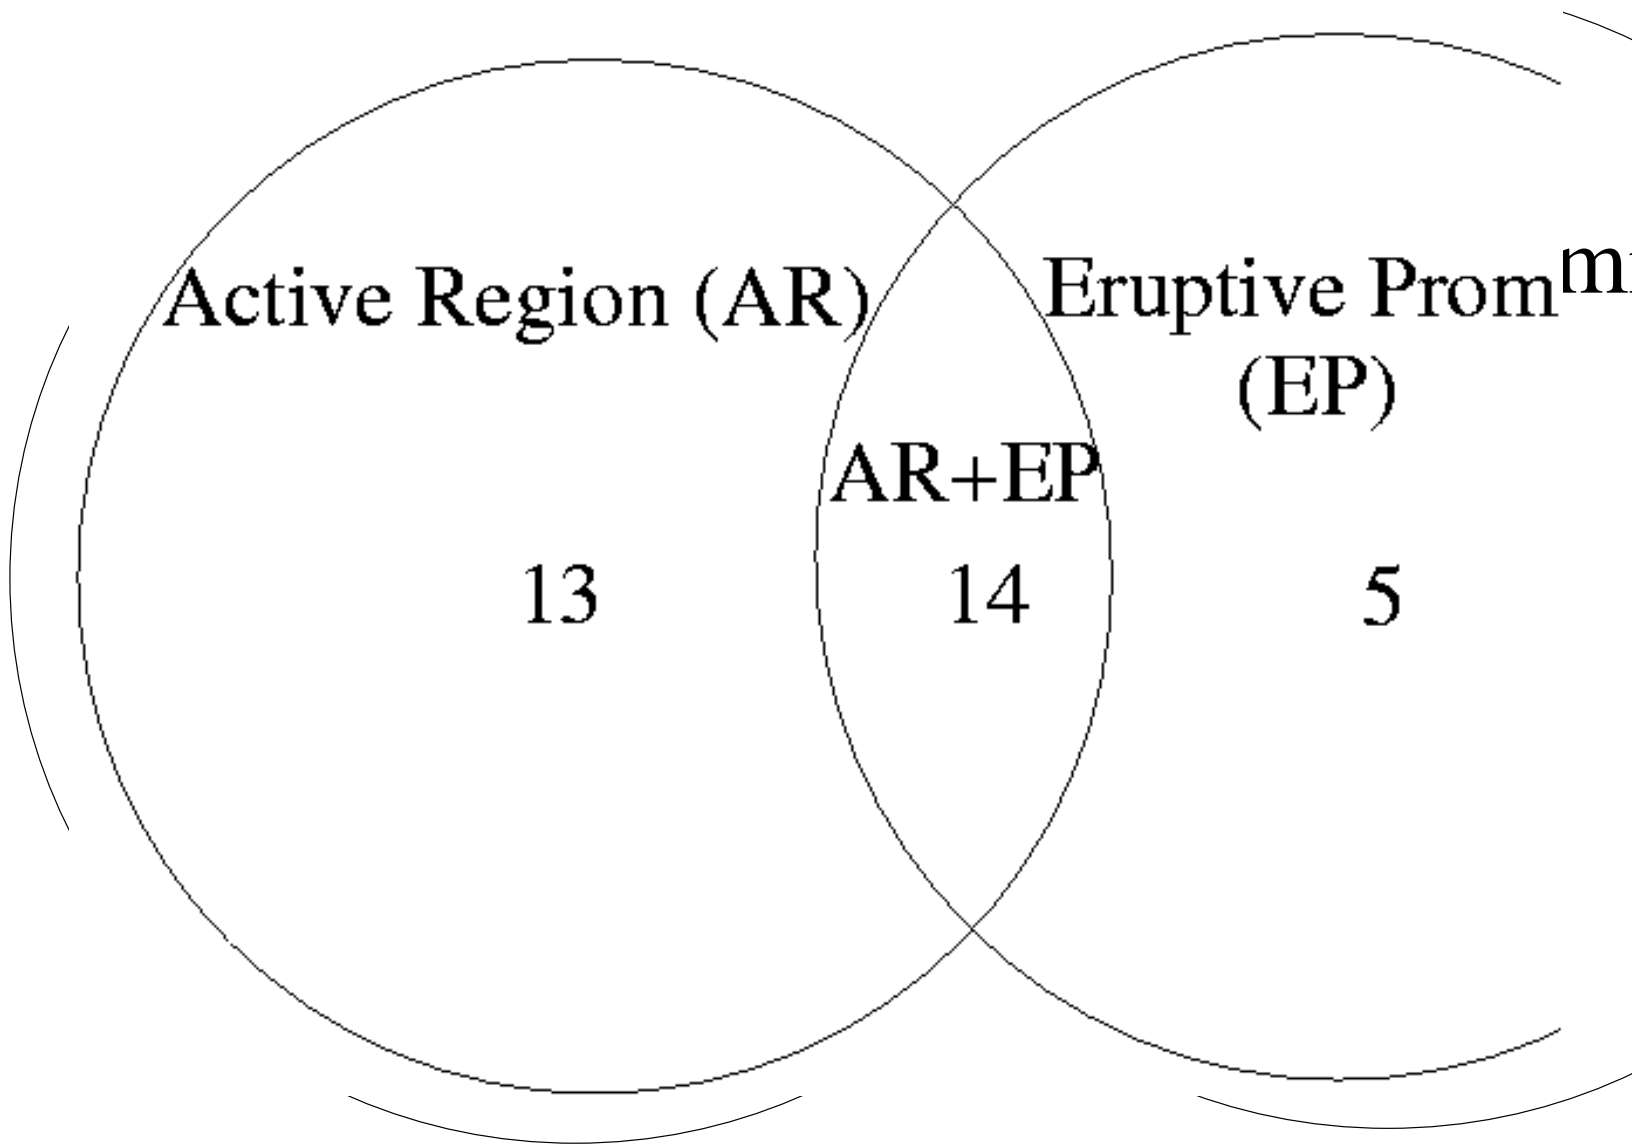 Active Region (AR)
Eruptive Prom
(EP)
AR+EP
13
14
5